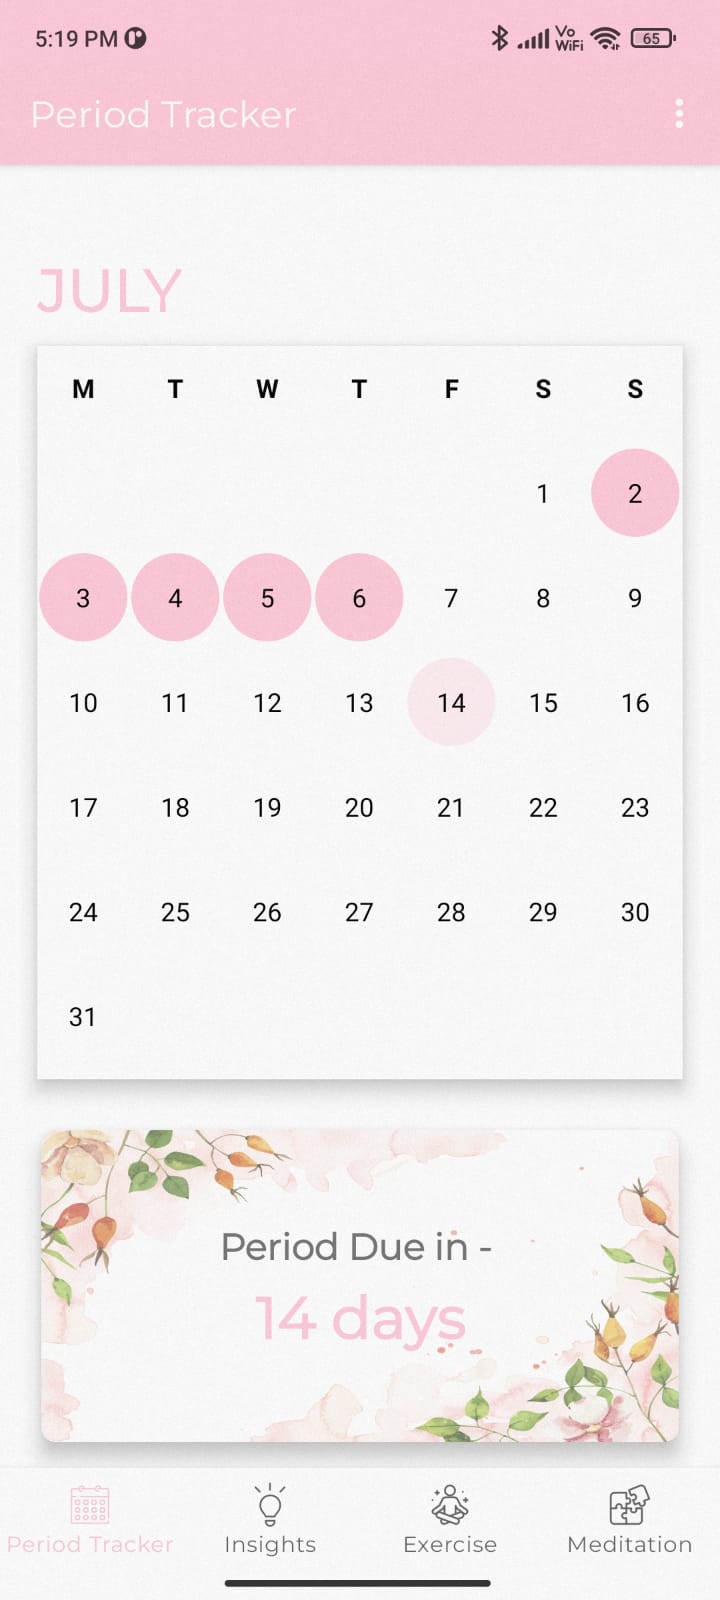 5:19 PM
Vo
WiFi
65
Period Tracker
JULY
M T W T F S S
1 2
3 4 5 6 7 8 9
10 11 12 13 14 15 16
17 18 19 20 21 22 23
24 25 26 27 28 29 30
31
Period Due in -
14 days
Period Tracker Insights Exercise Meditation